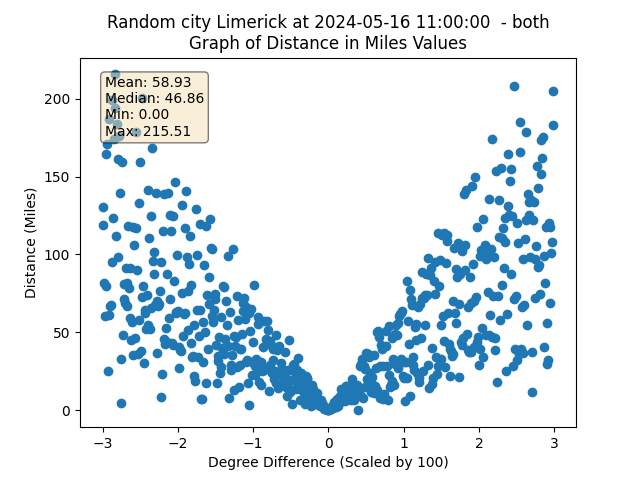 Random city Limerick at 2024-05-16 11:00:00 - both
Graph of Distance in Miles Values
Mean: 58.93
Median: 46.86
Min: 0.00
Max: 215.51
200
150
100
50
0
Distance (Miles)
−3 −2 −1 0 1 2 3
Degree Difference (Scaled by 100)